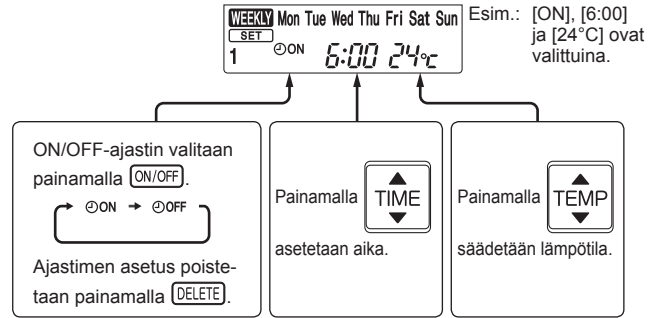 WEEKLY Mon Tue Wed Thu Fri Sat Sun
SET
1 ON 6:00 24°C
Esim.: [ON], [6:00]
ja [24°C] ovat
valittuina.
ON/OFF-ajastin valitaan
painamalla ON/OFF.
ON → OFF
Ajastimen asetus poiste-
taan painamalla DELETE.
Painamalla TIME
asetetaan aika.
Painamalla TEMP
säädetään lämpötila.